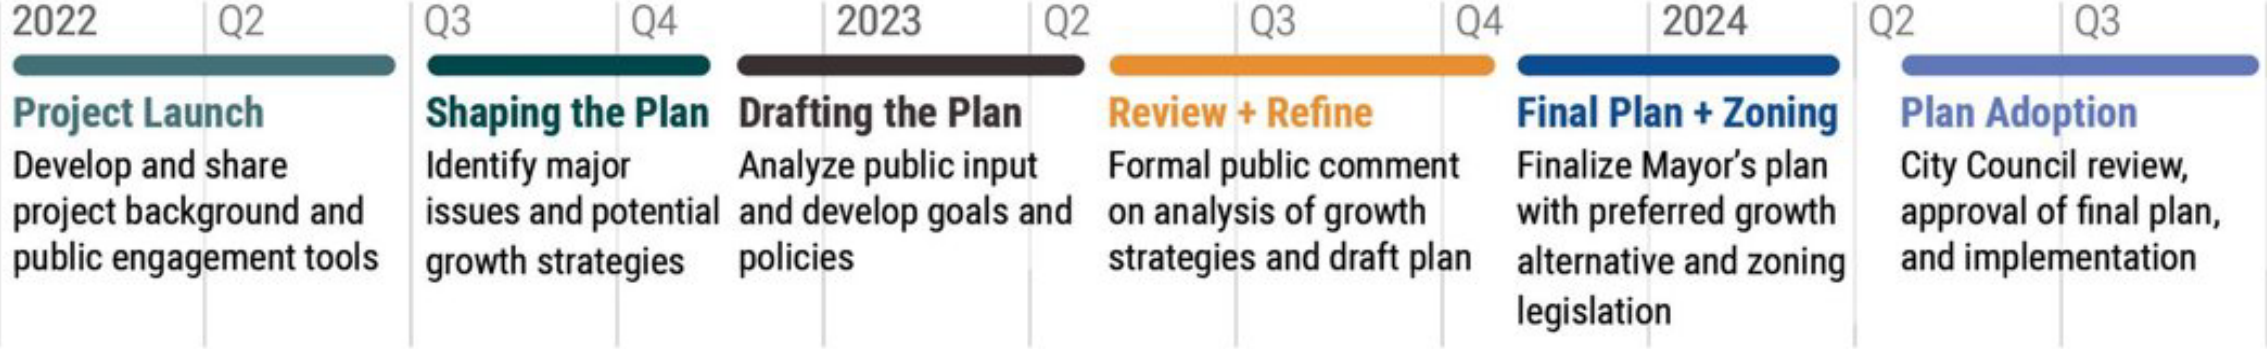 2022 Q2 Q3 Q4 2023 Q2 Q3 Q4 2024 Q2 Q3
Project Launch
Develop and share
project background and
public engagement tools
Shaping the Plan
Identify major
issues and potential
growth strategies
Drafting the Plan
Analyze public input
and develop goals and
policies
Review + Refine
Formal public comment
on analysis of growth
strategies and draft plan
Final Plan + Zoning
Finalize Mayor's plan
with preferred growth
alternative and zoning
legislation
Plan Adoption
City Council review,
approval of final plan,
and implementation